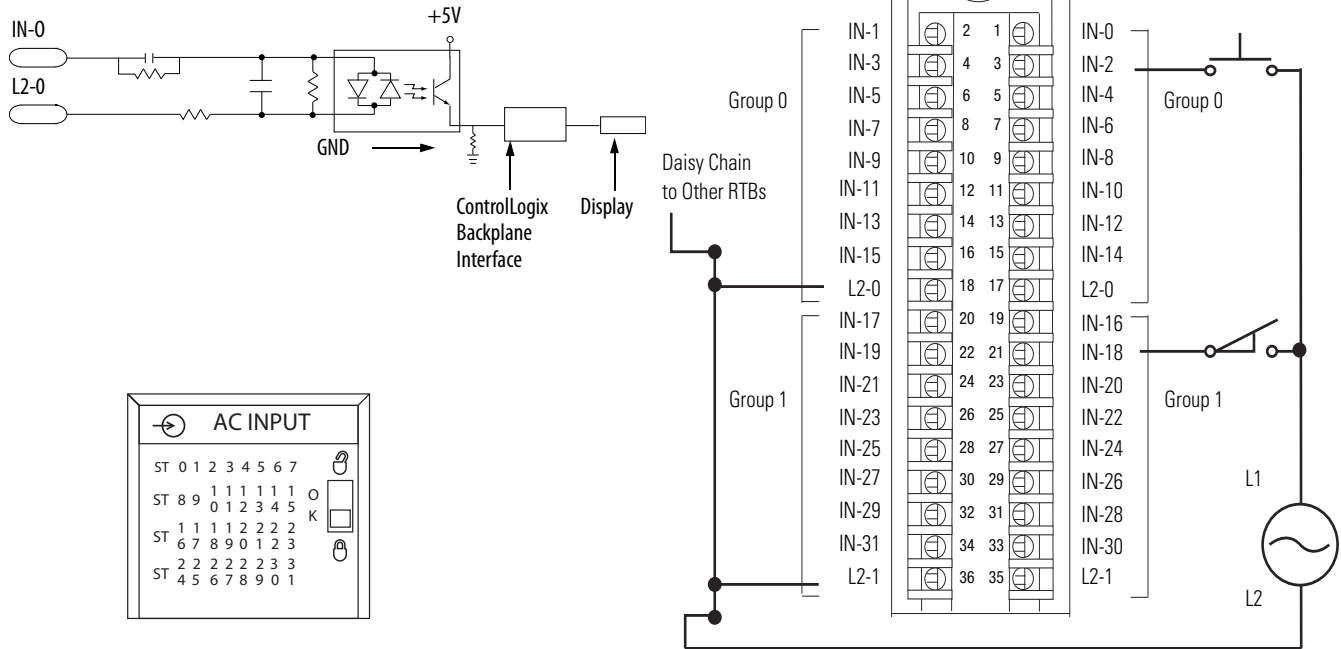 +5V
IN-0
L2-0
GND
ControlLogix
Backplane
Interface
Display
AC INPUT
ST 0 1 2 3 4 5 6 7
ST 8 9 10 11 12 13 14 15
ST 16 17 18 19 20 21 22 23
ST 24 25 26 27 28 29 30 31
O
K
Daisy Chain
to Other RTBs
Group 0
Group 1
IN-1 2 1 IN-0
IN-3 4 3 IN-2
IN-5 6 5 IN-4
IN-7 8 7 IN-6
IN-9 10 9 IN-8
IN-11 12 11 IN-10
IN-13 14 13 IN-12
IN-15 16 15 IN-14
L2-0 18 17 L2-0
IN-17 20 19 IN-16
IN-19 22 21 IN-18
IN-21 24 23 IN-20
IN-23 26 25 IN-22
IN-25 28 27 IN-24
IN-27 30 29 IN-26
IN-29 32 31 IN-28
IN-31 34 33 IN-30
L2-1 36 35 L2-1
Group 0
Group 1
L1
L2